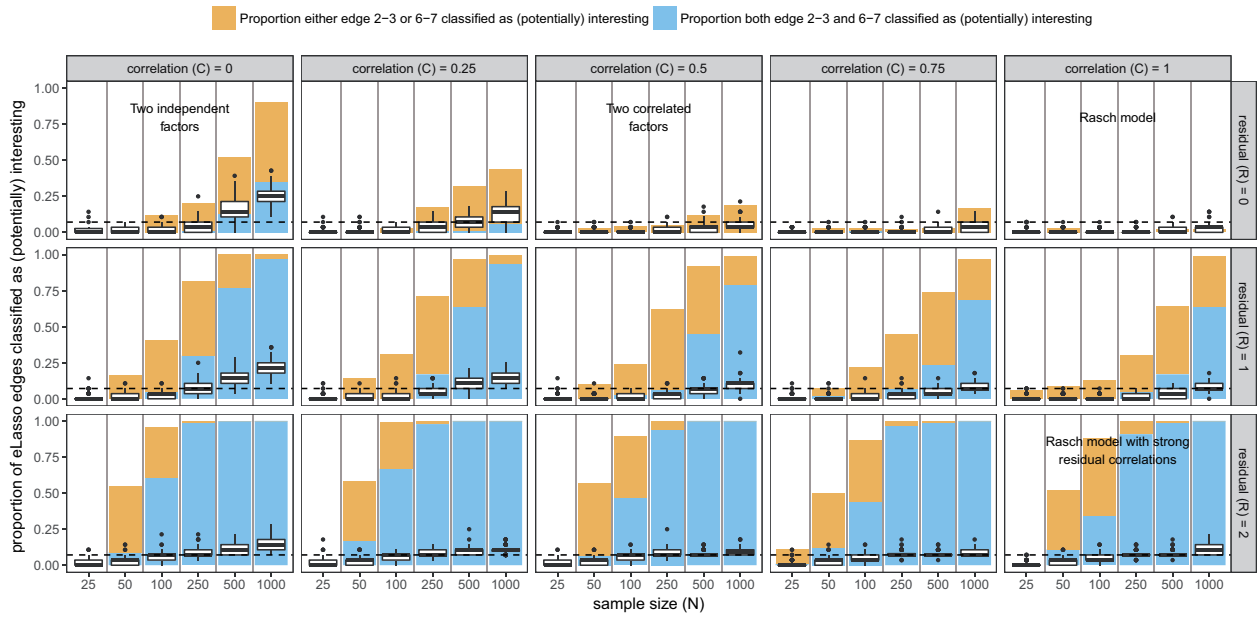 Proportion either edge 2−3 or 6−7 classified as (potentially) interesting
Proportion both edge 2−3 and 6−7 classified as (potentially) interesting
correlation (C) = 0
correlation (C) = 0.25
correlation (C) = 0.5
correlation (C) = 0.75
correlation (C) = 1
proportion of eLasso edges classified as (potentially) interesting
1.00
0.75
0.50
0.25
0.00
Two independent
factors
Two correlated
factors
Rasch model
residual (R) = 0
1.00
0.75
0.50
0.25
0.00
residual (R) = 1
1.00
0.75
0.50
0.25
0.00
Rasch model with strong
residual correlations
residual (R) = 2
25 50 100 250 500 1000
25 50 100 250 500 1000
25 50 100 250 500 1000
25 50 100 250 500 1000
25 50 100 250 500 1000
sample size (N)